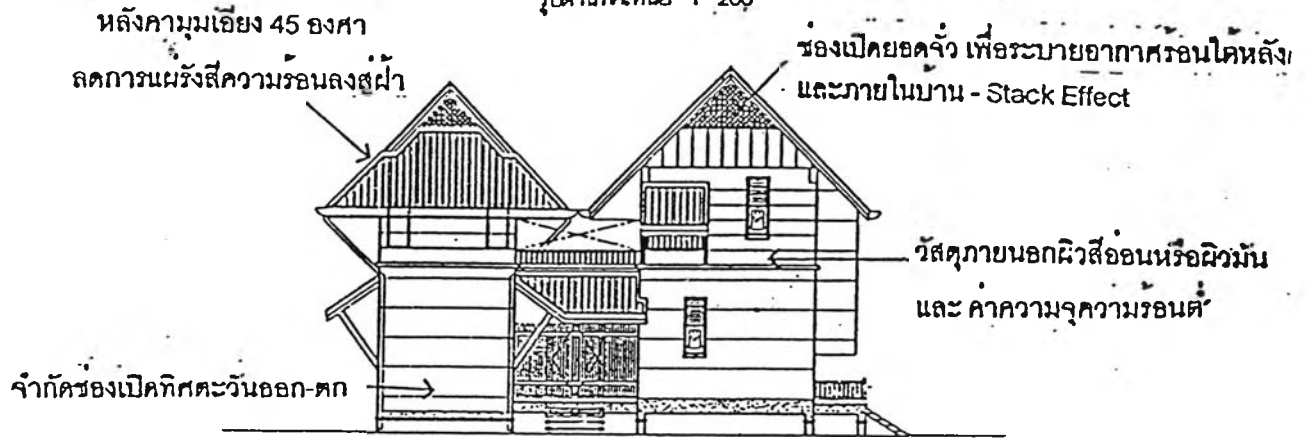 หลังคามุมเอียง 45 องศา
ลดการแผ่รังสีความร้อนลงสู่ฝ้า
ช่องเปิดยอดจั่ว เพื่อระบายอากาศร้อนใต้หลัง
และภายในบ้าน - Stack Effect
วัสดุภายนอกผิวสีอ่อนหรือผิวมัน
และ ค่าความจุความร้อนต่ำ
จำกัดช่องเปิดทิศตะวันออก-ตก